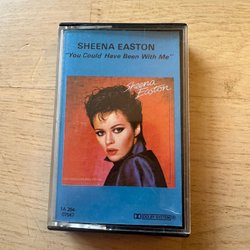 SHEENA EASTON
"You Could Have Been With Me"
Sheena
Easton
DOLBY SYSTEM